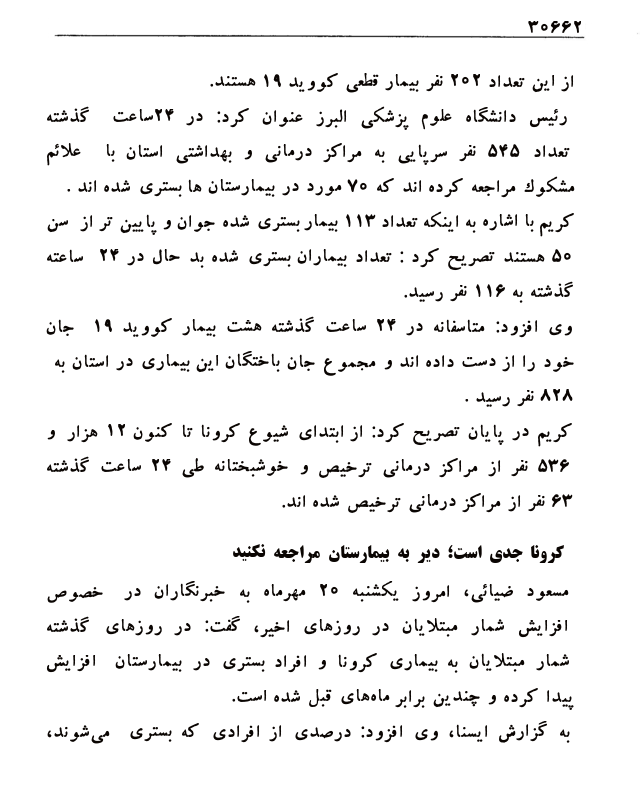 ۳۰۶۶۲
از این تعداد ۲۰۲ نفر بیمار قطعی کووید ۱۹ هستند.
رئیس دانشگاه علوم پزشکی البرز عنوان کرد: در ۲۴ساعت گذشته
تعداد ۵۴۵ نفر سرپایی به مراکز درمانی و بهداشتی استان با علائم
مشکوك مراجعه کرده اند که ۷۰ مورد در بیمارستان ها بستری شده اند .
کریم با اشاره به اینکه تعداد ۱۱۳ بیمار بستری شده جوان و پایین تر از سن
۵۰ هستند تصریح کرد : تعداد بیماران بستری شده بد حال در ۲۴ ساعته
گذشته به ۱۱۶ نفر رسید.
وی افزود: متاسفانه در ۲۴ ساعت گذشته هشت بیمار کووید ۱۹ جان
خود را از دست داده اند و مجموع جان باختگان این بیماری در استان به
۸۲۸ نفر رسید .
کریم در پایان تصریح کرد: از ابتدای شیوع کرونا تا کنون ۱۲ هزار و
۵۳۶ نفر از مراکز درمانی ترخیص و خوشبختانه طی ۲۴ ساعت گذشته
۶۳ نفر از مراکز درمانی ترخیص شده اند.
کرونا جدی است؛ دیر به بیمارستان مراجعه نکنید
مسعود ضیائی، امروز یکشنبه ۲۰ مهرماه به خبرنگاران در خصوص
افزایش شمار مبتلایان در روزهای اخیر، گفت: در روزهای گذشته
شمار مبتلایان به بیماری کرونا و افراد بستری در بیمارستان افزایش
پیدا کرده و چندین برابر ماه‌های قبل شده است.
به گزارش ایسنا، وی افزود: درصدی از افرادی که بستری می‌شوند،